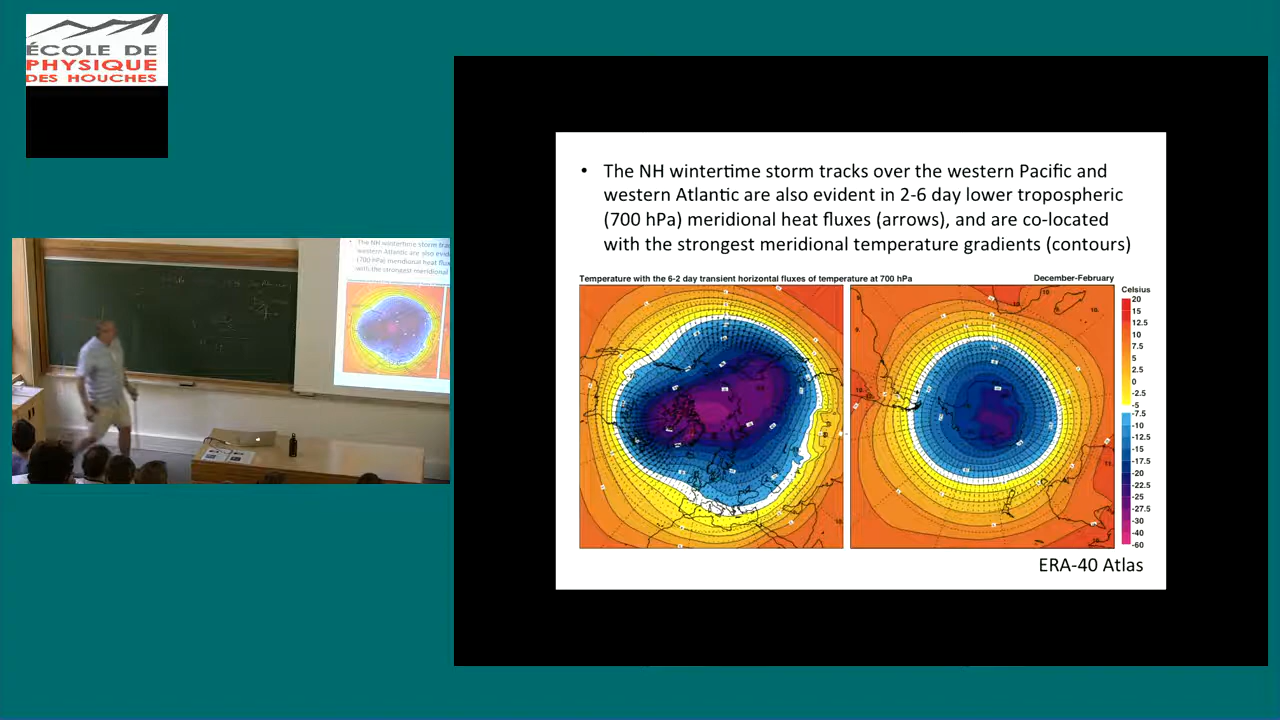 ÉCOLE DE
PHYSIQUE
DES HOUCHES
• The NH wintertime storm tracks over the western Pacific and
western Atlantic are also evident in 2-6 day lower tropospheric
(700 hPa) meridional heat fluxes (arrows), and are co-located
with the strongest meridional temperature gradients (contours)
Temperature with the 6-2 day transient horizontal fluxes of temperature at 700 hPa
December-February
Celsius
20
15
12.5
10
7.5
5
2.5
0
-2.5
-5
-7.5
-10
-12.5
-15
-17.5
-20
-22.5
-25
-27.5
-30
-40
-60
ERA-40 Atlas